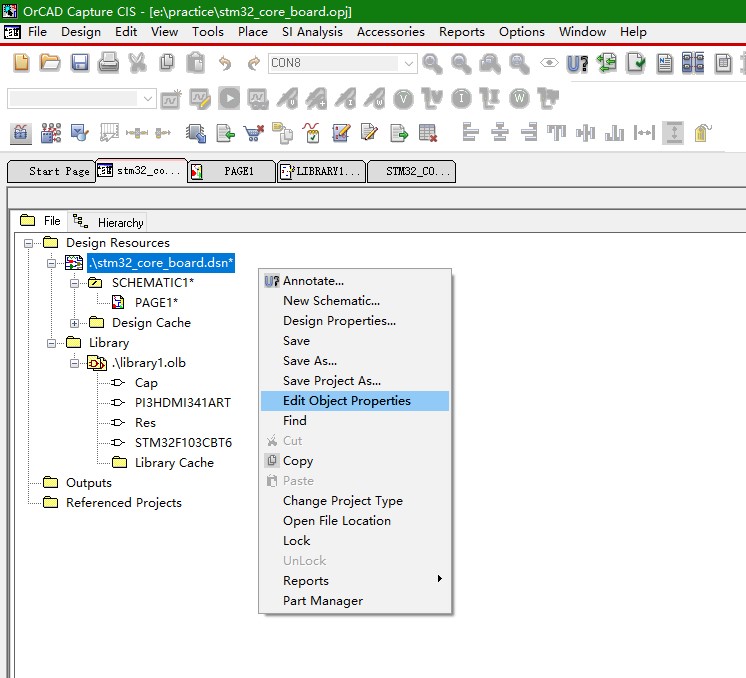 OrCAD Capture CIS - [e:\practice\stm32_core_board.opj]
File Design Edit View Tools Place SI Analysis Accessories Reports Options Window Help
CON8
U?
V I W
Start Page stm32_co... PAGE1 LIBRARY1... STM32_CO...
File Hierarchy
Design Resources
.\stm32_core_board.dsn*
SCHEMATIC1*
PAGE1*
Design Cache
Library
.\library1.olb
Cap
PI3HDMI341ART
Res
STM32F103CBT6
Library Cache
Outputs
Referenced Projects
U? Annotate...
New Schematic...
Design Properties...
Save
Save As...
Save Project As...
Edit Object Properties
Find
Cut
Copy
Paste
Change Project Type
Open File Location
Lock
UnLock
Reports
Part Manager